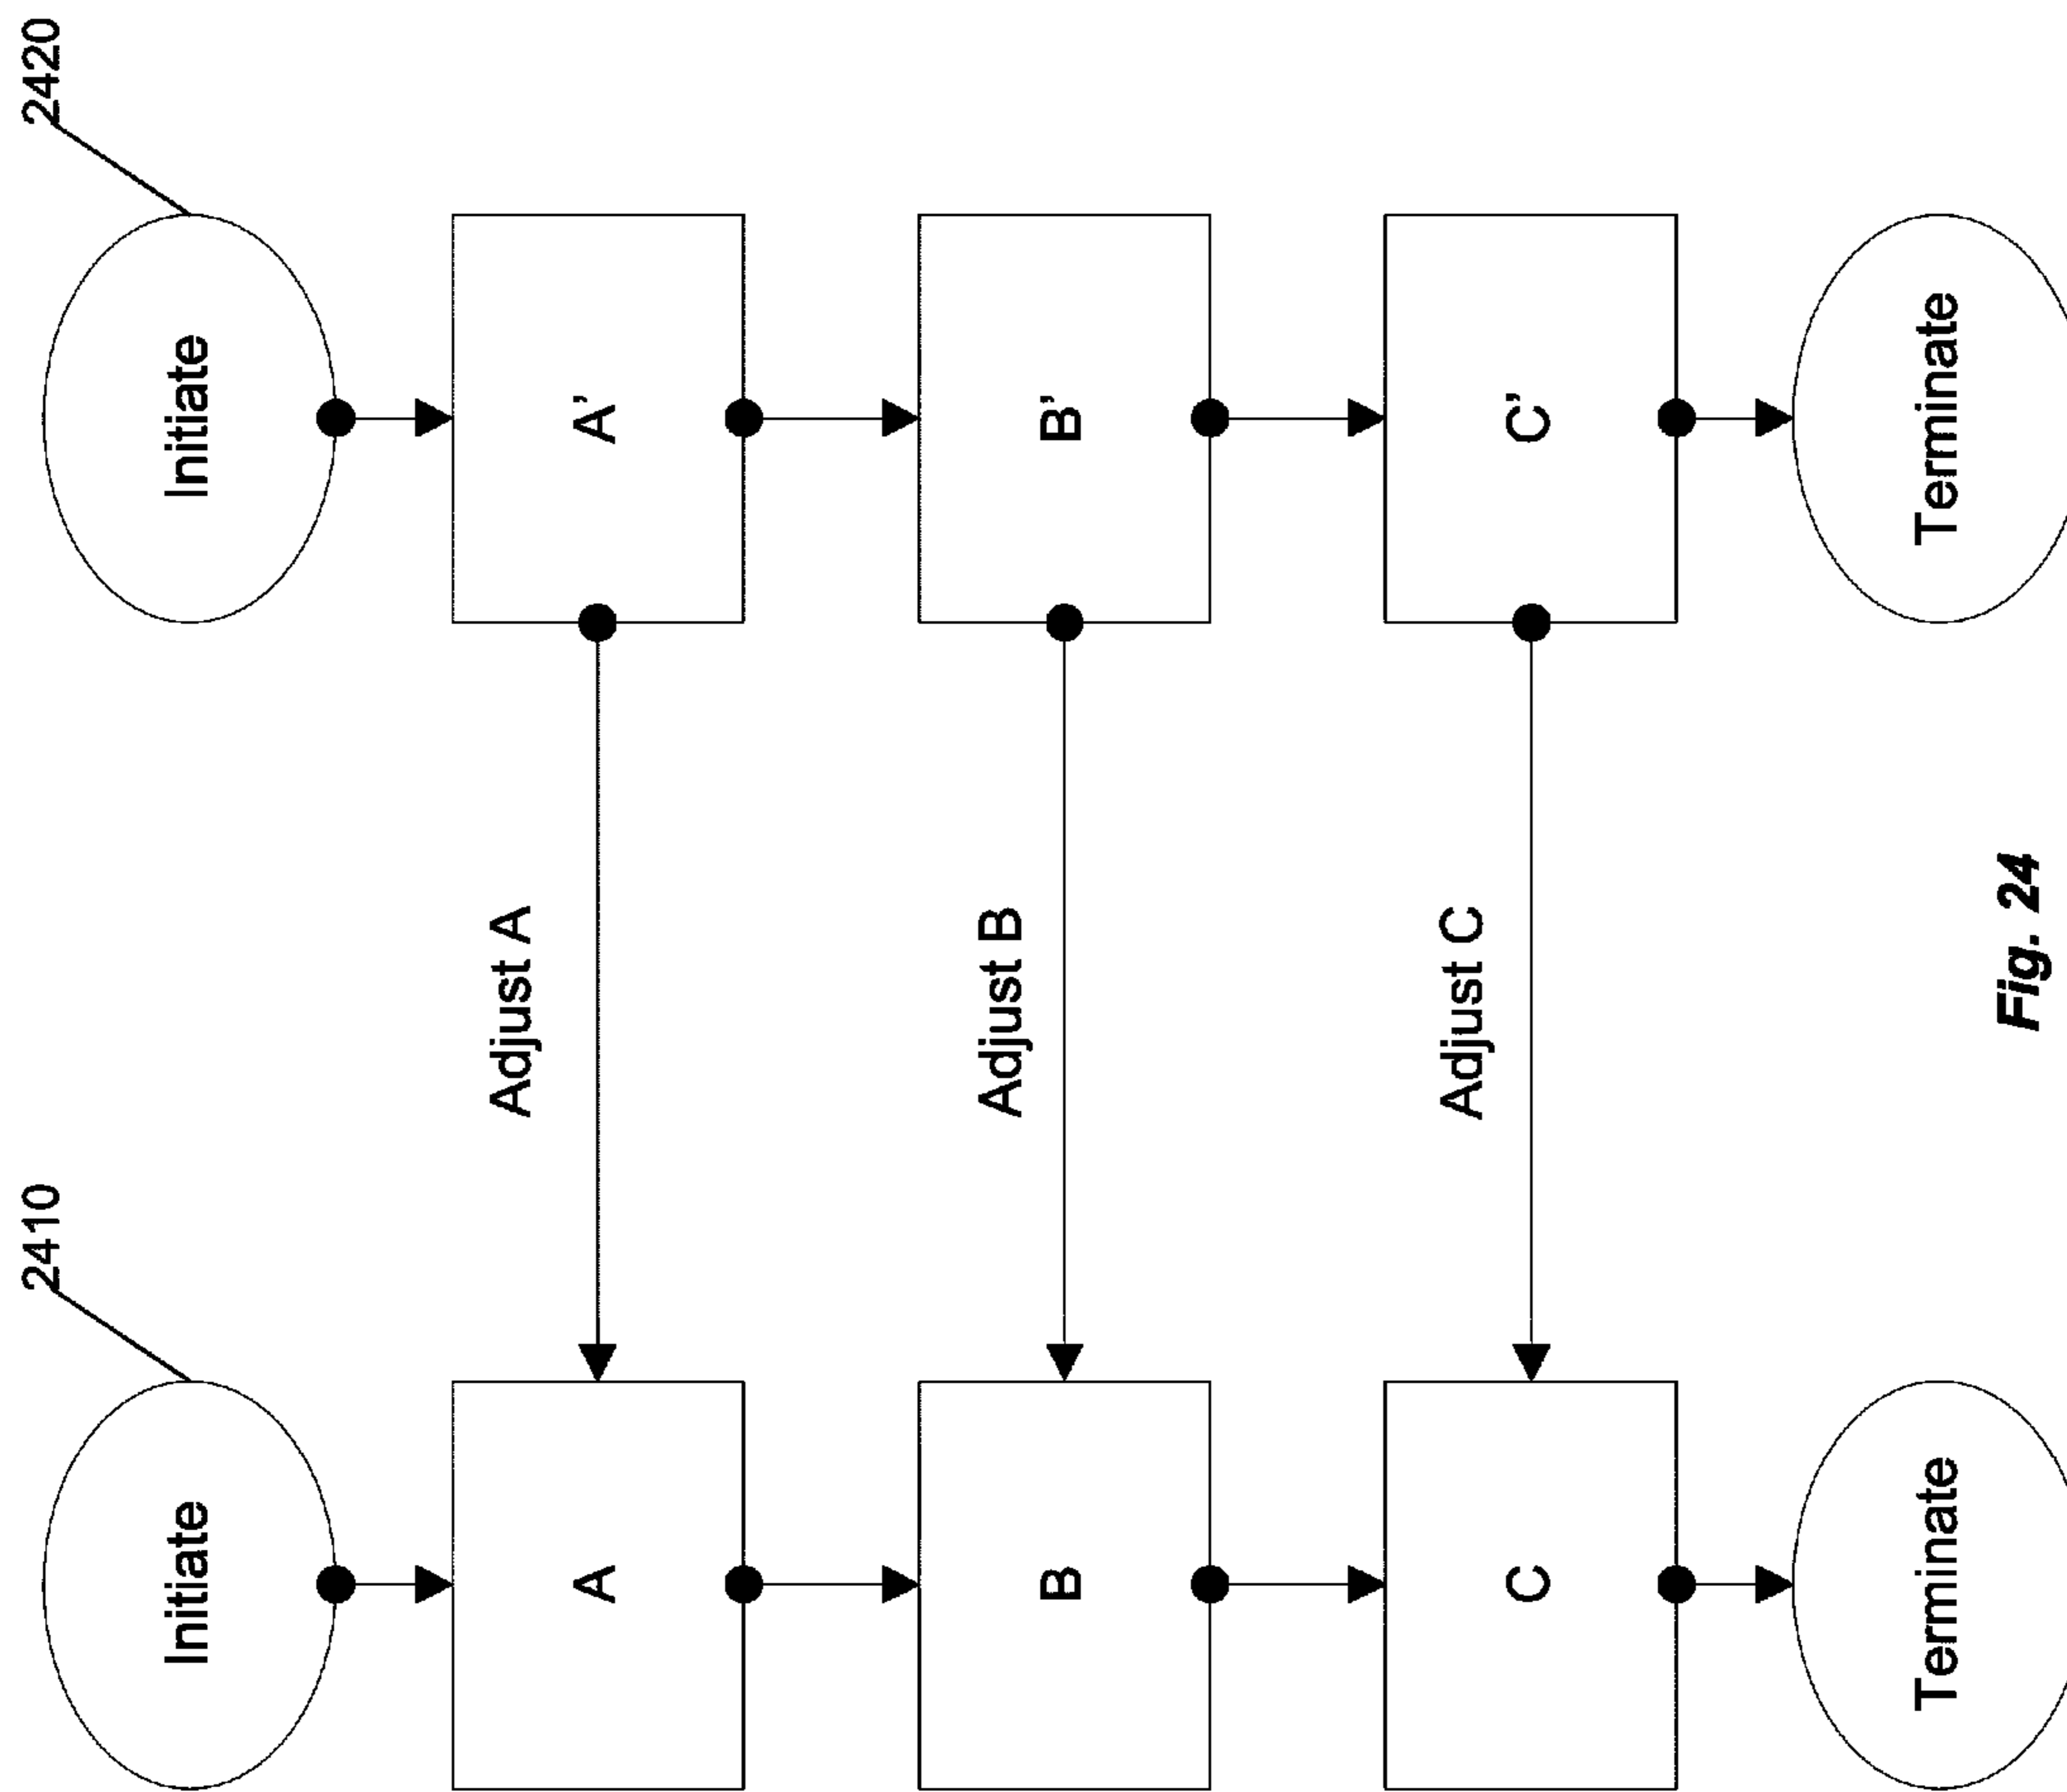 2410
2420
Initiate
Initiate
Adjust A
A
A'
Adjust B
B
B'
Adjust C
C
C'
Terminate
Terminate
Fig. 24